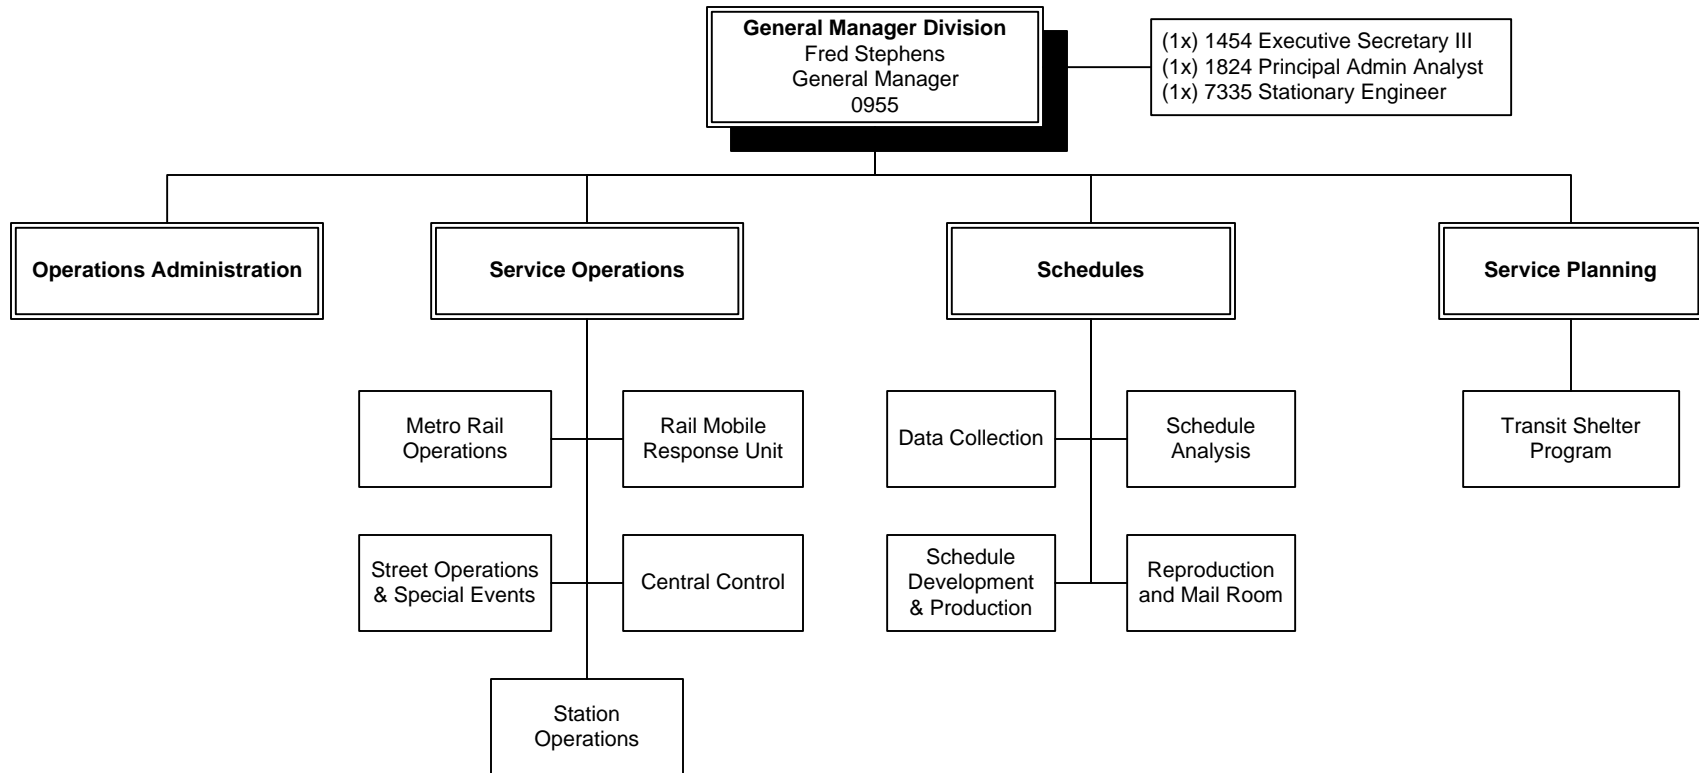 General Manager Division
Fred Stephens
General Manager
0955
(1x) 1454 Executive Secretary III
(1x) 1824 Principal Admin Analyst
(1x) 7335 Stationary Engineer
Operations Administration
Service Operations
Schedules
Service Planning
Metro Rail
Operations
Rail Mobile
Response Unit
Data Collection
Schedule
Analysis
Transit Shelter
Program
Street Operations
& Special Events
Central Control
Schedule
Development
& Production
Reproduction
and Mail Room
Station
Operations